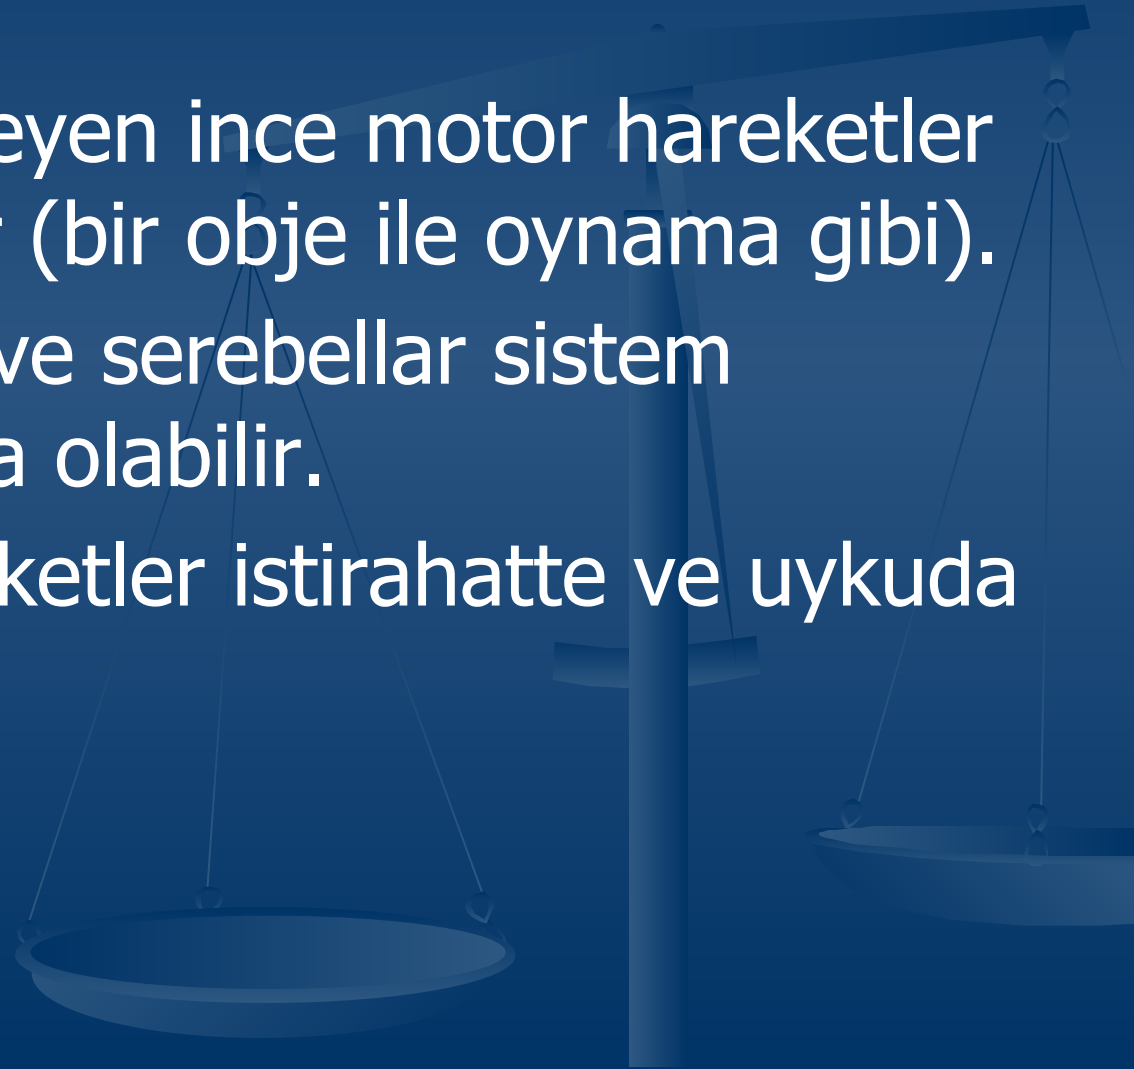 eyen ince motor hareketler
(bir obje ile oynama gibi).
ve serebellar sistem
a olabilir.
ketler istirahatte ve uykuda